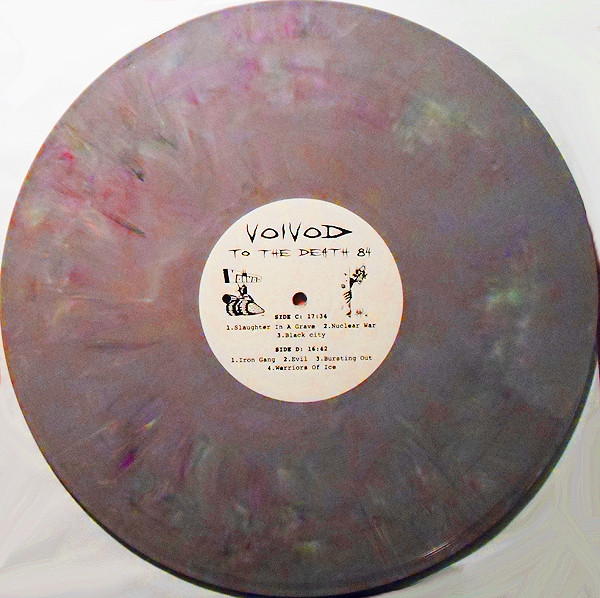 VOIVOD
TO THE DEATH 84
SIDE C: 17:34
1.Slaughter In A Grave 2.Nuclear War
3.Black city
SIDE D: 16:42
1.Iron Gang 2.Evil 3.Bursting Out
4.Warriors Of Ice